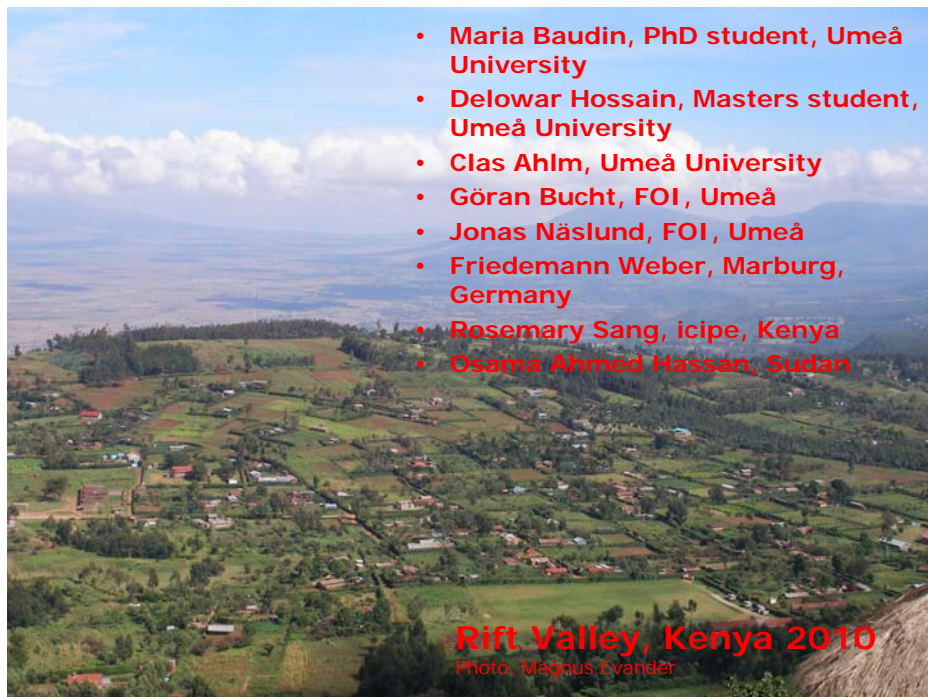 • Maria Baudin, PhD student, Umeå
University
• Delowar Hossain, Masters student,
Umeå University
• Clas Ahlm, Umeå University
• Göran Bucht, FOI, Umeå
• Jonas Näslund, FOI, Umeå
• Friedemann Weber, Marburg,
Germany
• Rosemary Sang, icipe, Kenya
• Osama Ahmed Hassan, Sudan
Rift Valley, Kenya 2010
Photo, Magnus Evander